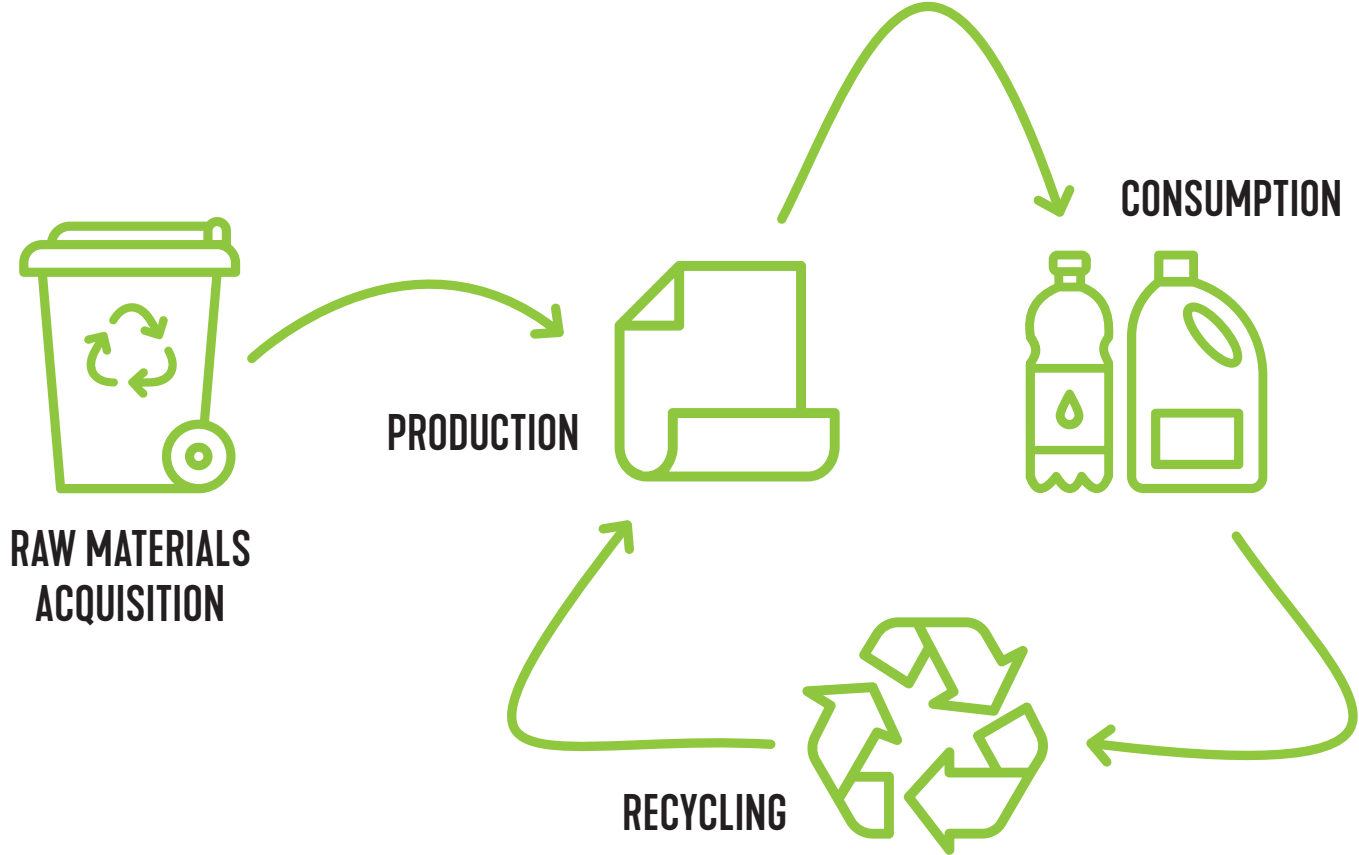 CONSUMPTION
PRODUCTION
RAW MATERIALS
ACQUISITION
RECYCLING